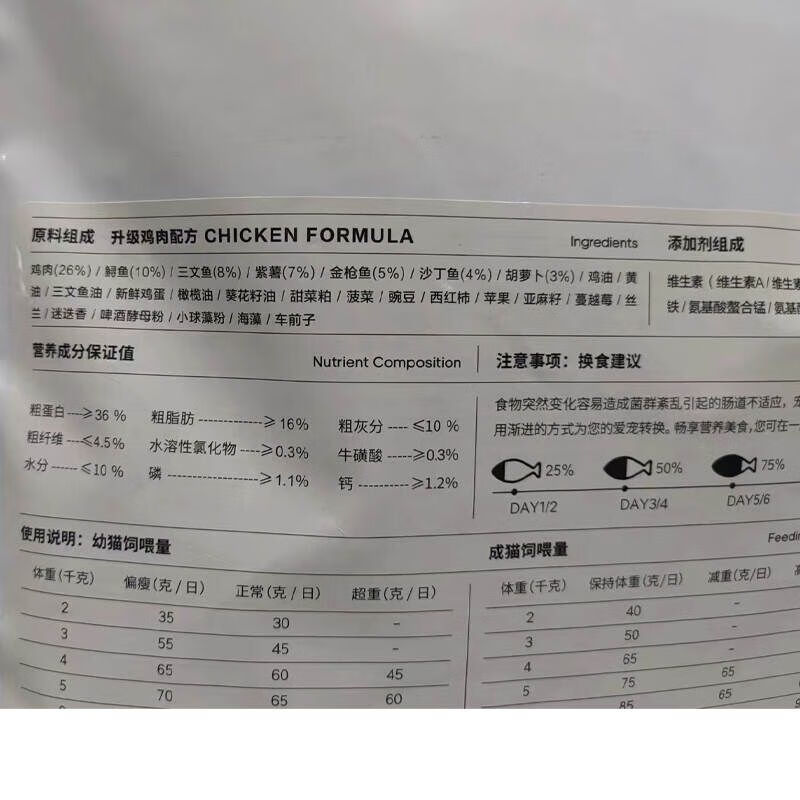 原料组成 升级鸡肉配方 CHICKEN FORMULA Ingredients
鸡肉(26%) / 鲟鱼(10%) / 三文鱼(8%) / 紫薯(7%) / 金枪鱼(5%) / 沙丁鱼(4%) / 胡萝卜(3%) / 鸡油 / 黄
油 / 三文鱼油 / 新鲜鸡蛋 / 橄榄油 / 葵花籽油 / 甜菜粕 / 菠菜 / 豌豆 / 西红柿 / 苹果 / 亚麻籽 / 蔓越莓 / 丝
兰 / 迷迭香 / 啤酒酵母粉 / 小球藻粉 / 海藻 / 车前子
添加剂组成
维生素 ( 维生素A / 维生素
铁 / 氨基酸螯合锰 / 氨基酸
营养成分保证值 Nutrient Composition
粗蛋白 ---≥36 % 粗脂肪 -------------≥ 16% 粗灰分 ---- ≤10 %
粗纤维 ---≤4.5% 水溶性氯化物 ----≥0.3% 牛磺酸 -----≥0.3%
水分 -----≤10 % 磷 -------------------≥1.1% 钙 ----------≥1.2%
注意事项：换食建议
食物突然变化容易造成菌群紊乱引起的肠道不适应，宠
用渐进的方式为您的爱宠转换。畅享营养美食，您可在一
25% 50% 75%
DAY1/2 DAY3/4 DAY5/6
使用说明：幼猫饲喂量
体重(千克) 偏瘦(克 / 日) 正常(克 / 日) 超重(克 / 日)
2 35 30 -
3 55 45 -
4 65 60 45
5 70 65 60
成猫饲喂量 Feedin
体重(千克) 保持体重(克/日) 减重(克/日)
2 40 -
3 50 -
4 65 -
5 75 65
85 65